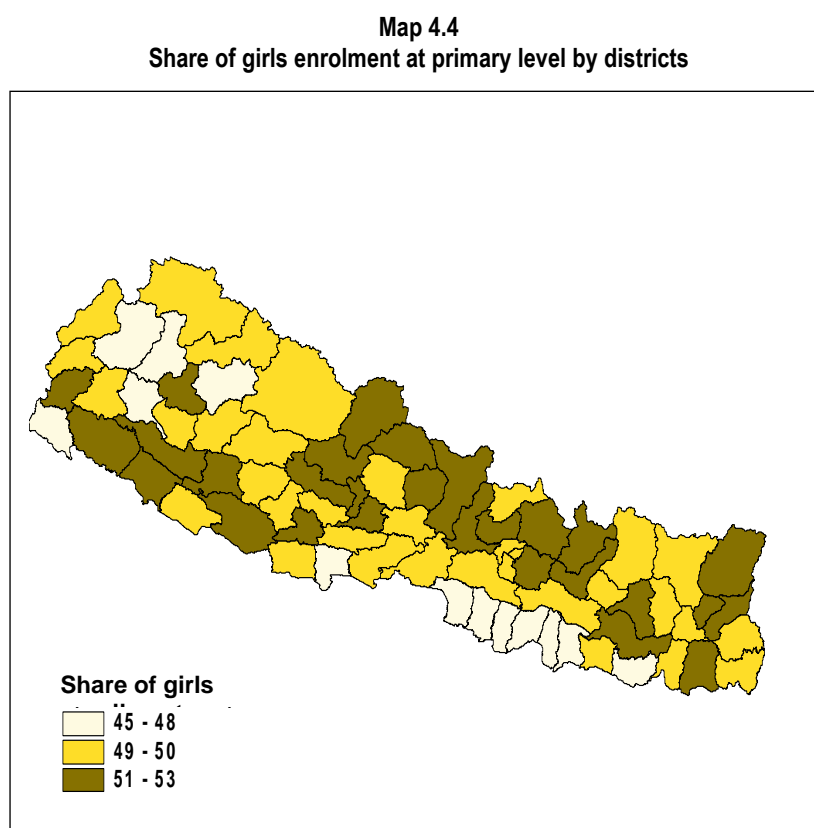 Map 4.4
Share of girls enrolment at primary level by districts
Share of girls
45 - 48
49 - 50
51 - 53